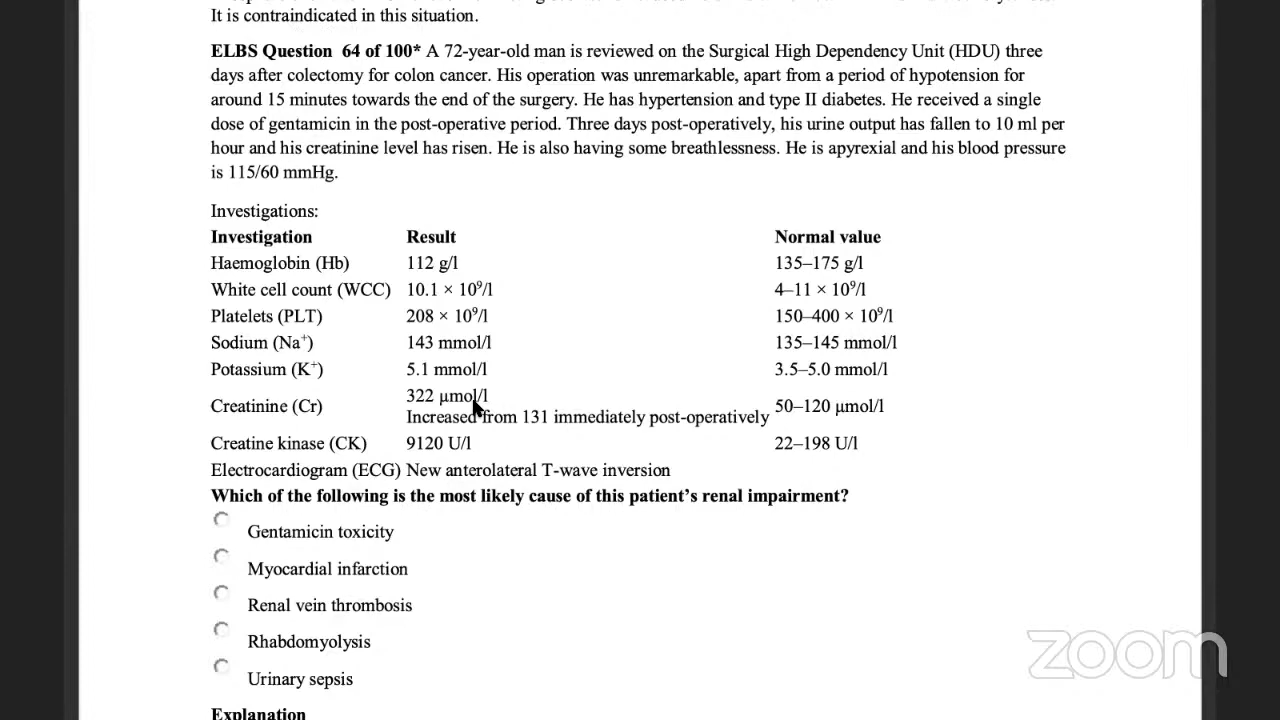 It is contraindicated in this situation.
ELBS Question 64 of 100* A 72-year-old man is reviewed on the Surgical High Dependency Unit (HDU) three
days after colectomy for colon cancer. His operation was unremarkable, apart from a period of hypotension for
around 15 minutes towards the end of the surgery. He has hypertension and type II diabetes. He received a single
dose of gentamicin in the post-operative period. Three days post-operatively, his urine output has fallen to 10 ml per
hour and his creatinine level has risen. He is also having some breathlessness. He is apyrexial and his blood pressure
is 115/60 mmHg.
Investigations:
Investigation Result Normal value
Haemoglobin (Hb) 112 g/l 135–175 g/l
White cell count (WCC) 10.1 × 10⁹/l 4–11 × 10⁹/l
Platelets (PLT) 208 × 10⁹/l 150–400 × 10⁹/l
Sodium (Na⁺) 143 mmol/l 135–145 mmol/l
Potassium (K⁺) 5.1 mmol/l 3.5–5.0 mmol/l
Creatinine (Cr) 322 μmol/l 50–120 μmol/l
Increased from 131 immediately post-operatively
Creatine kinase (CK) 9120 U/l 22–198 U/l
Electrocardiogram (ECG) New anterolateral T-wave inversion
Which of the following is the most likely cause of this patient's renal impairment?
Gentamicin toxicity
Myocardial infarction
Renal vein thrombosis
Rhabdomyolysis
Urinary sepsis
Explanation
zoom